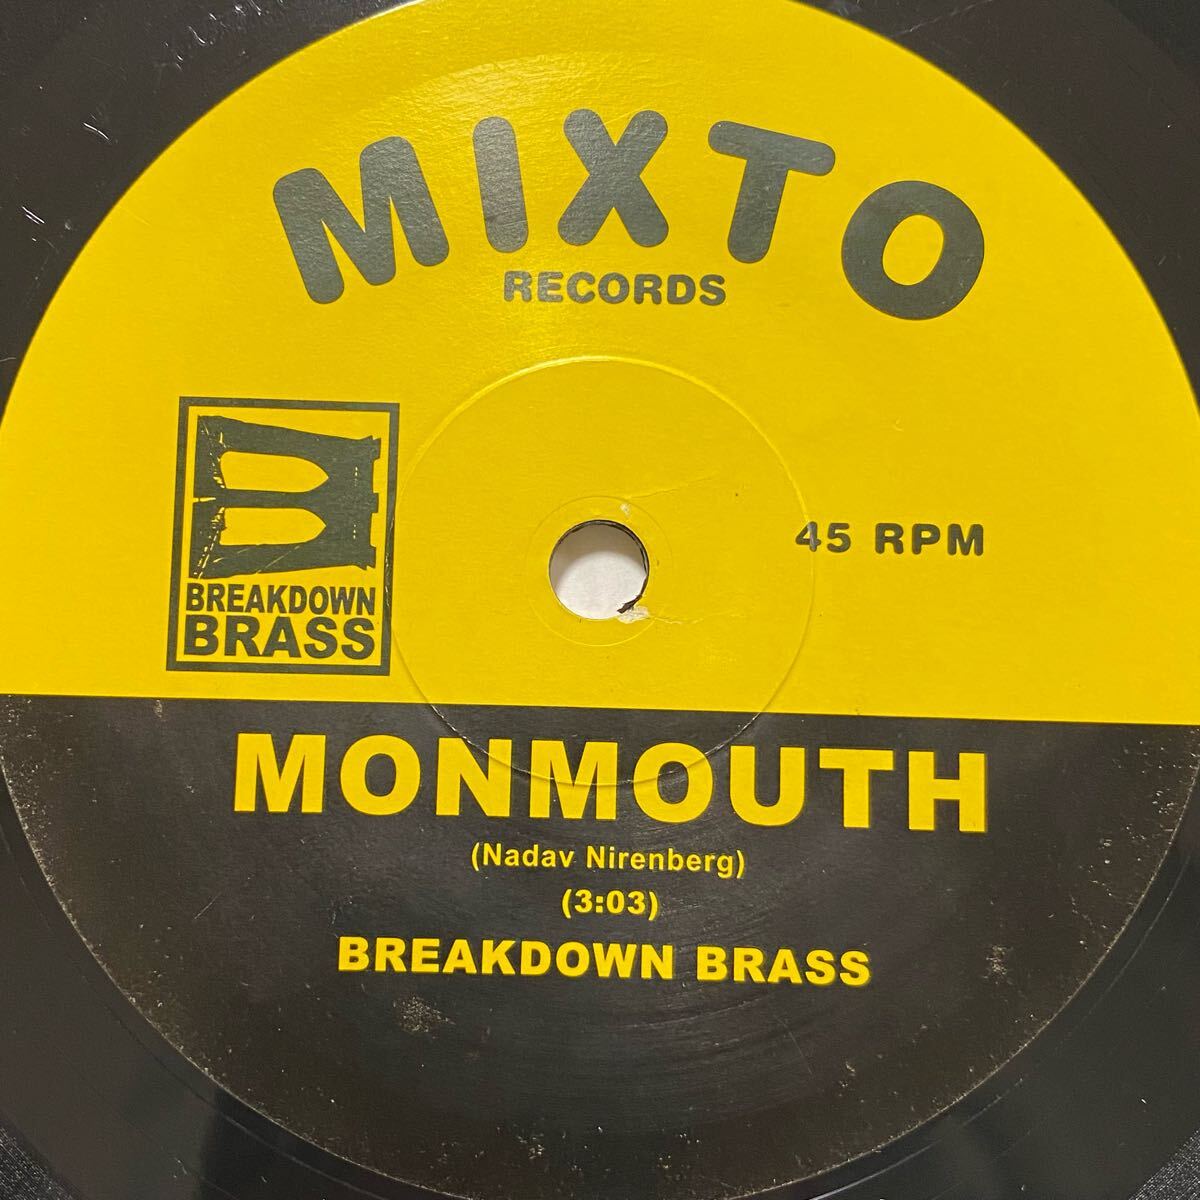 MIXTO
RECORDS
45 RPM
BREAKDOWN
BRASS
MONMOUTH
(Nadav Nirenberg)
(3:03)
BREAKDOWN BRASS